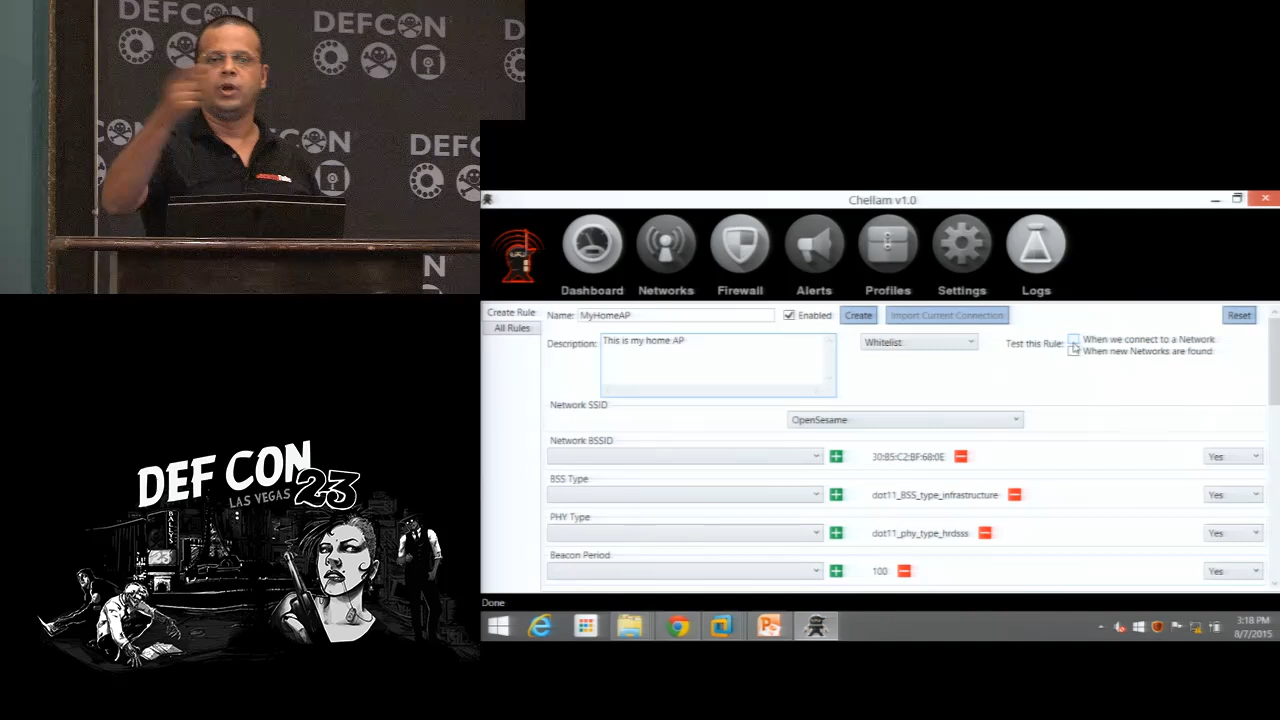 DEFCON
DEFCON
DEFC
DEFCON
N
Chellam v1.0
Dashboard
Networks
Firewall
Alerts
Profiles
Settings
Logs
Create Rule
All Rules
Name:
MyHomeAP
Enabled
Create
Import Current Connection
Reset
Description:
This is my home AP
Whitelist
Test this Rule:
When we connect to a Network
When new Networks are found
Network SSID
OpenSesame
Network BSSID
30:B5:C2:BF:68:0E
Yes
BSS Type
dot11_BSS_type_infrastructure
Yes
PHY Type
dot11_phy_type_hrdsss
Yes
Beacon Period
100
Yes
Done
3:18 PM
8/7/2015
DEF CON 23
LAS VEGAS
BALLYS
23